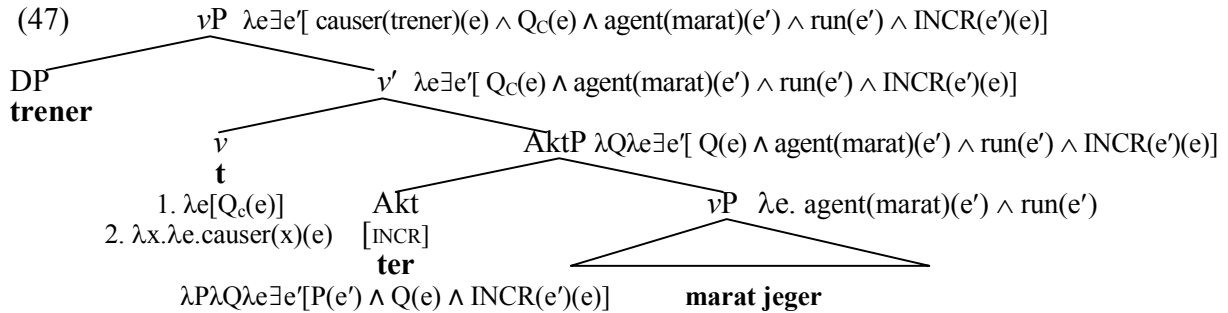 (47) vP λe∃e′[ causer(trener)(e) ∧ Q_C(e) ∧ agent(marat)(e′) ∧ run(e′) ∧ INCR(e′)(e)]
DP v′ λe∃e′[ Q_C(e) ∧ agent(marat)(e′) ∧ run(e′) ∧ INCR(e′)(e)]
trener
v AktP λQλe∃e′[ Q(e) ∧ agent(marat)(e′) ∧ run(e′) ∧ INCR(e′)(e)]
t
1. λe[Q_c(e)] Akt vP λe. agent(marat)(e′) ∧ run(e′)
2. λx.λe.causer(x)(e) [INCR]
ter
λPλQλe∃e′[P(e′) ∧ Q(e) ∧ INCR(e′)(e)] marat jeger